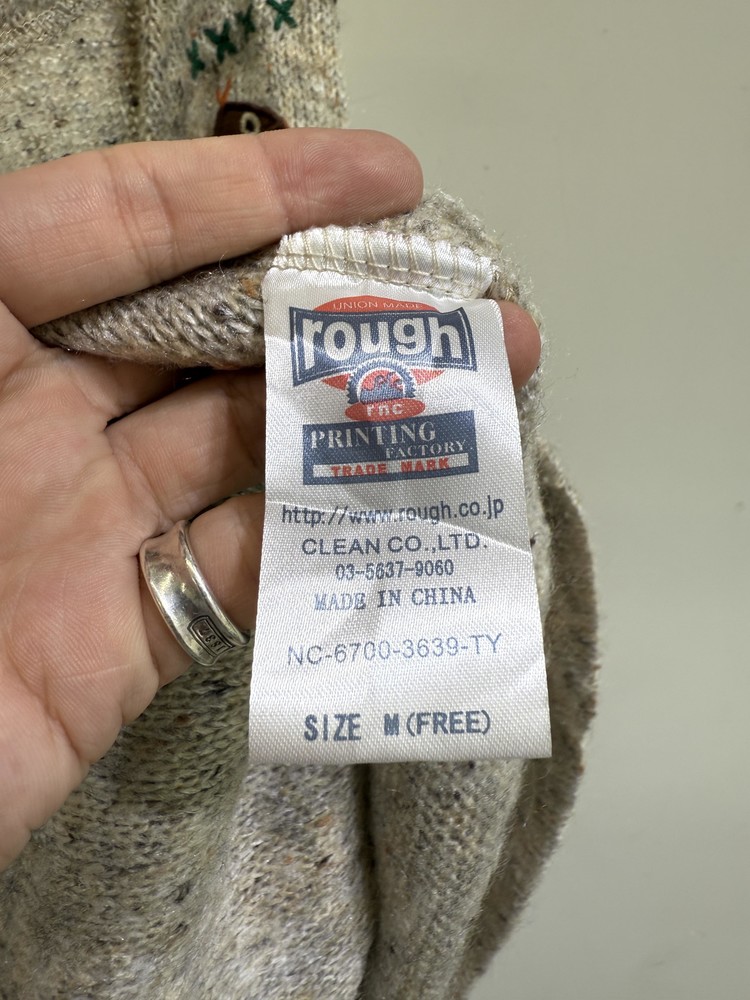 UNION MADE
rough
rnc
PRINTING
FACTORY.
TRADE MARK
http://www.rough.co.jp
CLEAN CO.,LTD.
03-5637-9060
MADE IN CHINA
NC-6700-3639-TY
SIZE M(FREE)